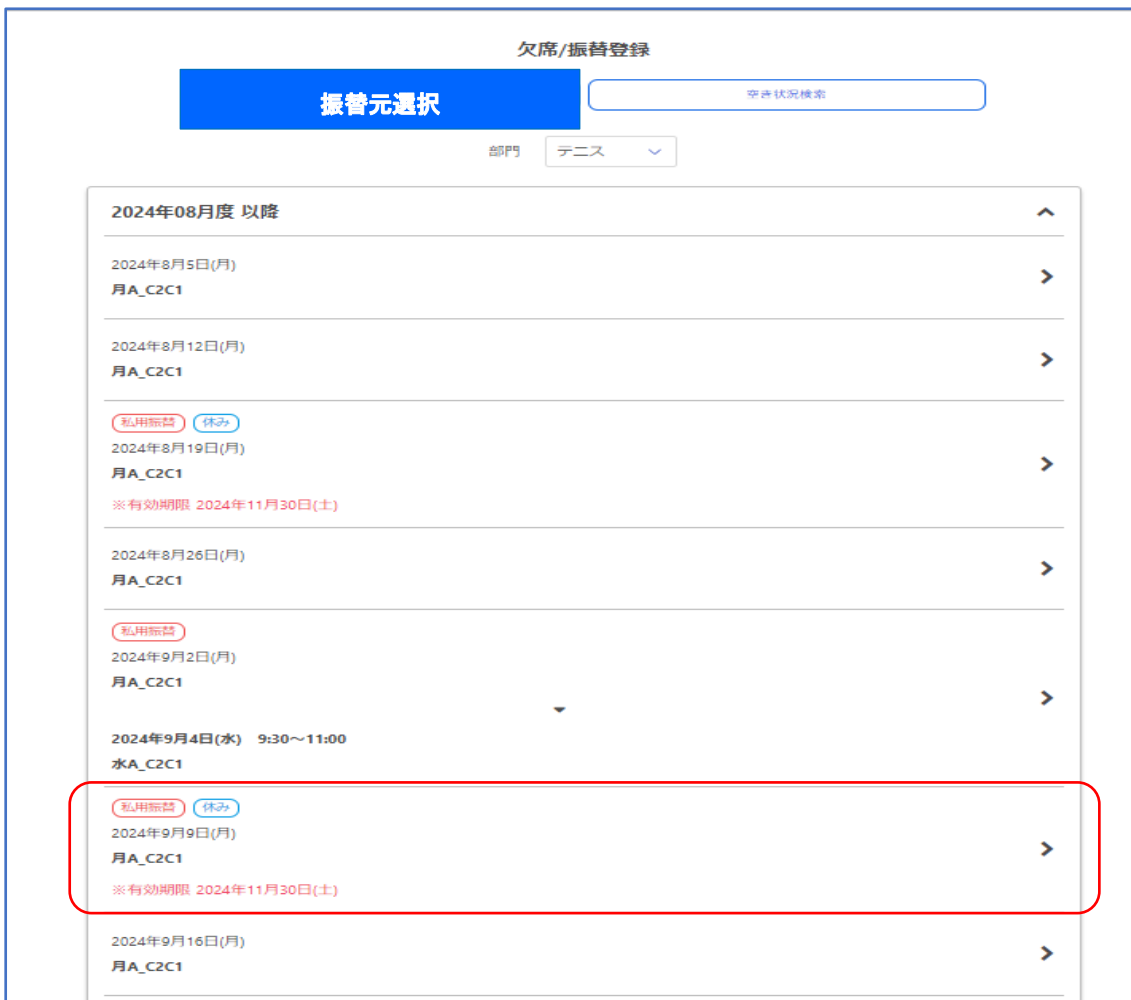 欠席/振替登録
振替元選択
空き状況検索
部門 テニス
2024年08月度 以降
2024年8月5日(月)
月A_C2C1
2024年8月12日(月)
月A_C2C1
私用振替 休み
2024年8月19日(月)
月A_C2C1
※有効期限 2024年11月30日(土)
2024年8月26日(月)
月A_C2C1
私用振替
2024年9月2日(月)
月A_C2C1
2024年9月4日(水) 9:30～11:00
水A_C2C1
私用振替 休み
2024年9月9日(月)
月A_C2C1
※有効期限 2024年11月30日(土)
2024年9月16日(月)
月A_C2C1